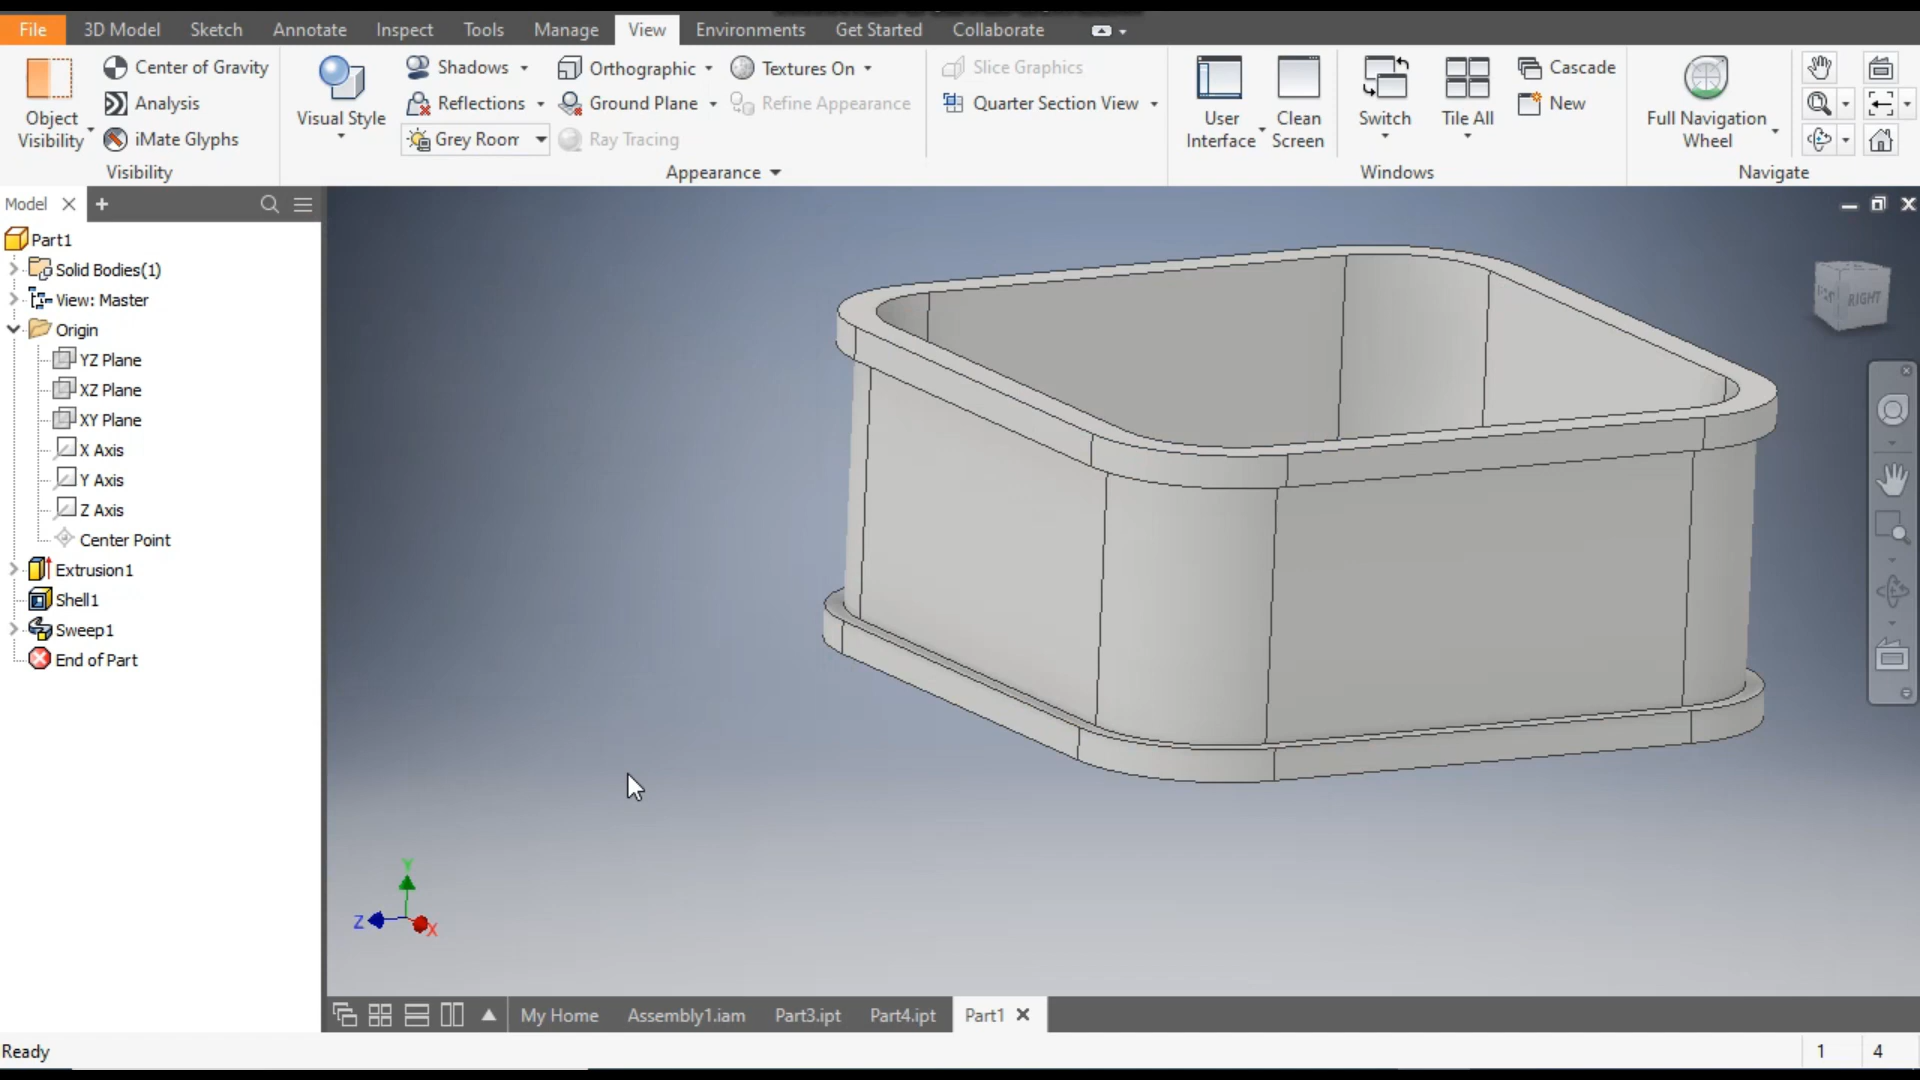 File 3D Model Sketch Annotate Inspect Tools Manage View Environments Get Started Collaborate
Object Visibility
Center of Gravity
Analysis
iMate Glyphs
Visibility
Visual Style
Shadows
Reflections
Grey Room
Orthographic
Ground Plane
Ray Tracing
Textures On
Refine Appearance
Appearance
Slice Graphics
Quarter Section View
User Interface
Clean Screen
Switch
Tile All
Cascade
New
Windows
Full Navigation Wheel
Navigate
Model
Part1
Solid Bodies(1)
View: Master
Origin
YZ Plane
XZ Plane
XY Plane
X Axis
Y Axis
Z Axis
Center Point
Extrusion1
Shell1
Sweep1
End of Part
RIGHT
Y
Z
X
My Home Assembly1.iam Part3.ipt Part4.ipt Part1
Ready 1 4